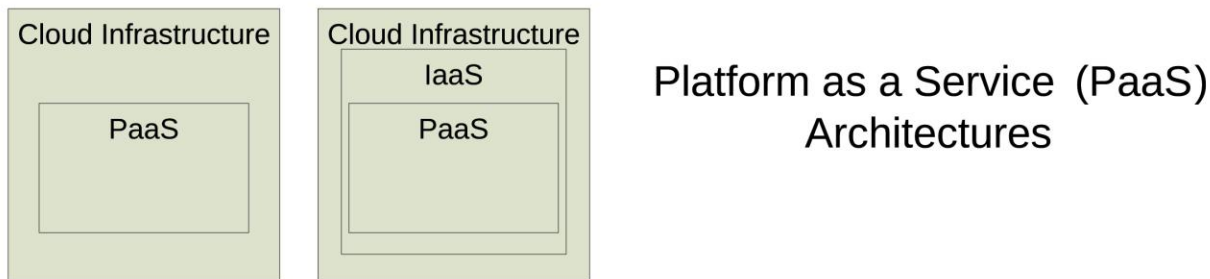 Cloud Infrastructure
PaaS
Cloud Infrastructure
IaaS
PaaS
Platform as a Service (PaaS)
Architectures